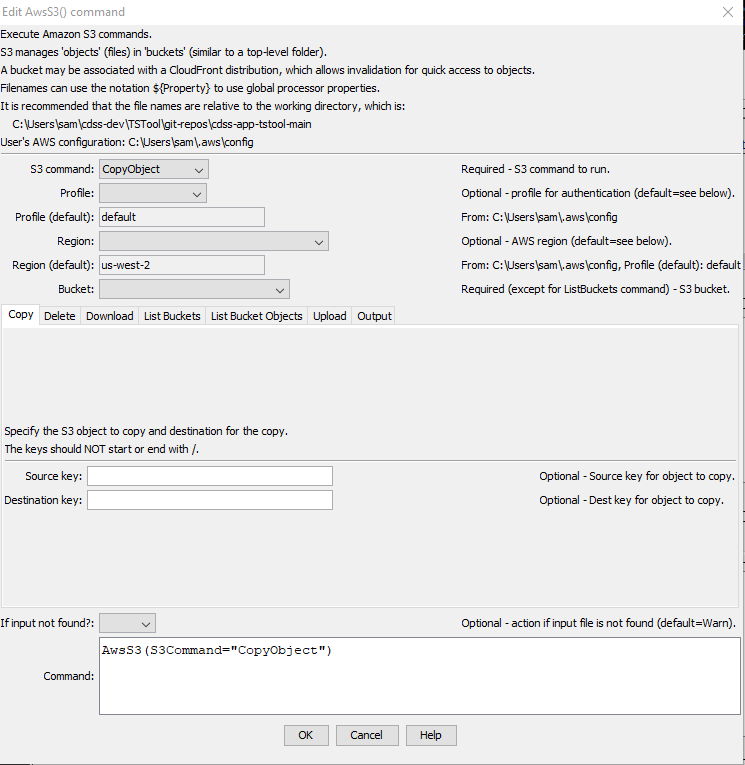 Edit AwsS3() command
Execute Amazon S3 commands.
S3 manages 'objects' (files) in 'buckets' (similar to a top-level folder).
A bucket may be associated with a CloudFront distribution, which allows invalidation for quick access to objects.
Filenames can use the notation ${Property} to use global processor properties.
It is recommended that the file names are relative to the working directory, which is:
C:\Users\sam\cdss-dev\TSTool\git-repos\cdss-app-tstool-main
User's AWS configuration: C:\Users\sam\.aws\config
S3 command: CopyObject Required - S3 command to run.
Profile: Optional - profile for authentication (default=see below).
Profile (default): default From: C:\Users\sam\.aws\config
Region: Optional - AWS region (default=see below).
Region (default): us-west-2 From: C:\Users\sam\.aws\config, Profile (default): default
Bucket: Required (except for ListBuckets command) - S3 bucket.
Copy Delete Download List Buckets List Bucket Objects Upload Output
Specify the S3 object to copy and destination for the copy.
The keys should NOT start or end with /.
Source key: Optional - Source key for object to copy.
Destination key: Optional - Dest key for object to copy.
If input not found?: Optional - action if input file is not found (default=Warn).
AwsS3(S3Command="CopyObject")
Command:
OK Cancel Help